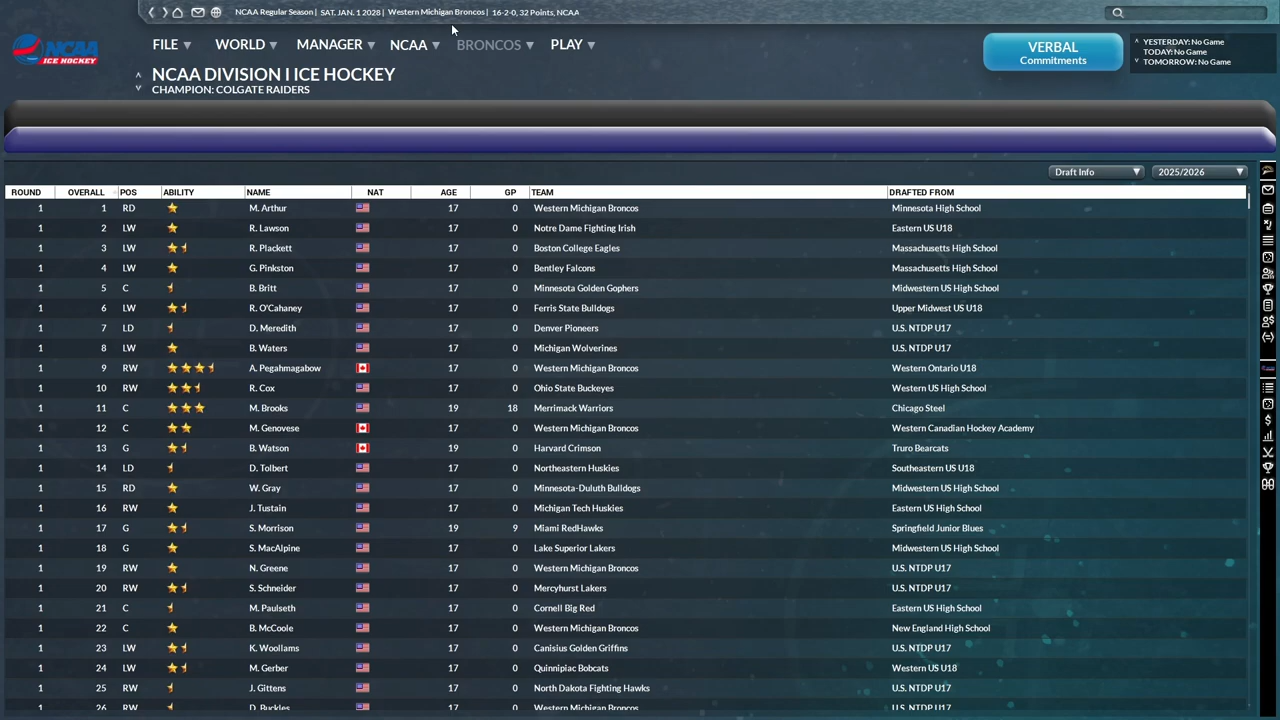 NCAA Regular Season | SAT. JAN. 1 2028 | Western Michigan Broncos | 16-2-0, 32 Points, NCAA
NCAA ICE HOCKEY
FILE WORLD MANAGER NCAA BRONCOS PLAY
VERBAL Commitments
YESTERDAY: No Game
TODAY: No Game
TOMORROW: No Game
NCAA DIVISION I ICE HOCKEY
CHAMPION: COLGATE RAIDERS
Draft Info 2025/2026
ROUND OVERALL POS ABILITY NAME NAT AGE GP TEAM DRAFTED FROM
1 1 RD M. Arthur 17 0 Western Michigan Broncos Minnesota High School
1 2 LW R. Lawson 17 0 Notre Dame Fighting Irish Eastern US U18
1 3 LW R. Plackett 17 0 Boston College Eagles Massachusetts High School
1 4 LW G. Pinkston 17 0 Bentley Falcons Massachusetts High School
1 5 C B. Britt 17 0 Minnesota Golden Gophers Midwestern US High School
1 6 LW R. O'Cahaney 17 0 Ferris State Bulldogs Upper Midwest US U18
1 7 LD D. Meredith 17 0 Denver Pioneers U.S. NTDP U17
1 8 LW B. Waters 17 0 Michigan Wolverines U.S. NTDP U17
1 9 RW A. Pegahmagabow 17 0 Western Michigan Broncos Western Ontario U18
1 10 RW R. Cox 17 0 Ohio State Buckeyes Western US High School
1 11 C M. Brooks 19 18 Merrimack Warriors Chicago Steel
1 12 C M. Genovese 17 0 Western Michigan Broncos Western Canadian Hockey Academy
1 13 G B. Watson 19 0 Harvard Crimson Truro Bearcats
1 14 LD D. Tolbert 17 0 Northeastern Huskies Southeastern US U18
1 15 RD W. Gray 17 0 Minnesota-Duluth Bulldogs Midwestern US High School
1 16 RW J. Tustain 17 0 Michigan Tech Huskies Eastern US High School
1 17 G S. Morrison 19 9 Miami RedHawks Springfield Junior Blues
1 18 G S. MacAlpine 17 0 Lake Superior Lakers Midwestern US High School
1 19 RW N. Greene 17 0 Western Michigan Broncos U.S. NTDP U17
1 20 RW S. Schneider 17 0 Mercyhurst Lakers U.S. NTDP U17
1 21 C M. Paulseth 17 0 Cornell Big Red Eastern US High School
1 22 C B. McCoole 17 0 Western Michigan Broncos New England High School
1 23 LW K. Woollams 17 0 Canisius Golden Griffins U.S. NTDP U17
1 24 LW M. Gerber 17 0 Quinnipiac Bobcats Western US U18
1 25 RW J. Gittens 17 0 North Dakota Fighting Hawks U.S. NTDP U17
1 26 RW D. Buckles 17 0 Western Michigan Broncos U.S. NTDP U17